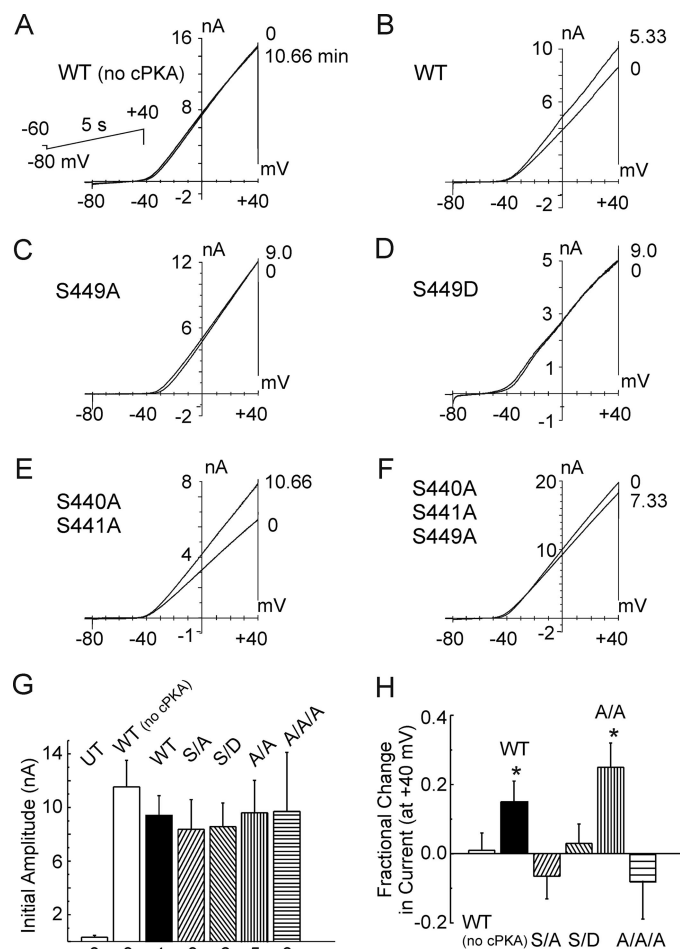 A
nA
16
8
-2
0
10.66 min
WT (no cPKA)
5 s
+40
-60
-80 mV
mV
-80
-40
+40
B
nA
10
8
6
4
2
-2
5.33
0
WT
mV
-80
-40
+40
C
nA
12
6
-2
9.0
0
S449A
mV
-80
-40
+40
D
nA
5
3
1
-1
9.0
0
S449D
mV
-80
-40
+40
E
nA
8
4
-1
10.66
0
S440A
S441A
mV
-80
-40
+40
F
nA
20
10
-2
0
7.33
S440A
S441A
S449A
mV
-80
-40
+40
G
Initial Amplitude (nA)
14
12
10
8
6
4
2
UT
WT (no cPKA)
WT
S/A
S/D
A/A
A/A/A
H
Fractional Change
in Current (at +40 mV)
0.4
0.2
0.0
-0.2
WT
*
A/A
*
WT
(no cPKA)
S/A
S/D
A/A/A